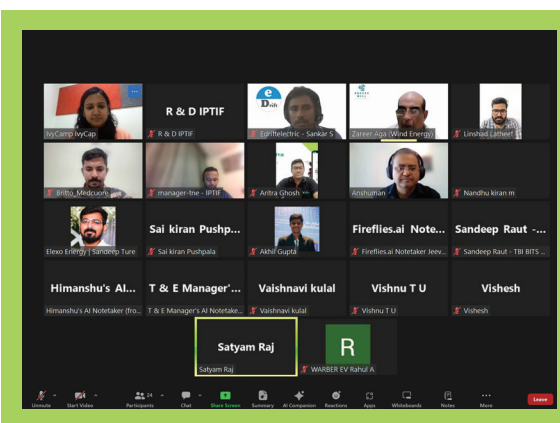 e
Drift
IvyCamp IvyCap
R & D IPTIF
R & D IPTIF
Edriftelectric - Sankar S
Zareer Aga (Wind Energy)
Linshad Latheef
Britto_Medcuore
manager-tne - IPTIF
Aritra Ghosh
Anshuman
Nandhu kiran m
Elexo Energy | Sandeep Ture
Sai kiran Pushp...
Sai kiran Pushpala
Akhil Gupta
Fireflies.ai Note...
Fireflies.ai Notetaker Jeev...
Sandeep Raut -...
Sandeep Raut - TBI BITS ...
Himanshu's AI...
Himanshu's AI Notetaker (fro...
T & E Manager'...
T & E Manager's AI Notetake...
Vaishnavi kulal
Vaishnavi kulal
Vishnu T U
Vishnu T U
Vishesh
Vishesh
Satyam Raj
Satyam Raj
R
WARBER EV Rahul A
Unmute
Start Video
24
Participants
Chat
Share Screen
Summary
AI Companion
Reactions
Apps
Whiteboards
Notes
More
Leave